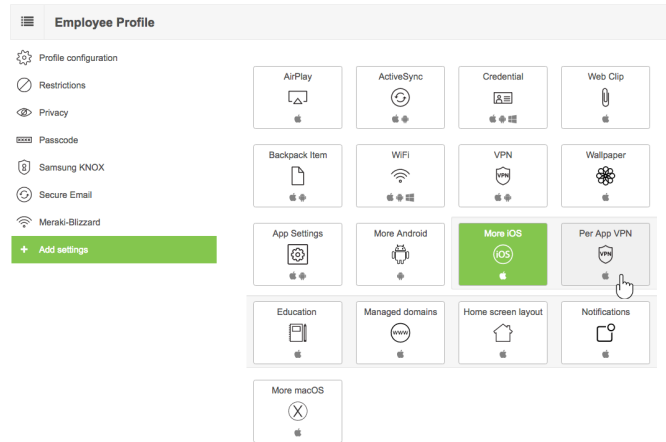 Employee Profile
Profile configuration
Restrictions
Privacy
Passcode
Samsung KNOX
Secure Email
Meraki-Blizzard
+ Add settings
AirPlay
ActiveSync
Credential
Web Clip
Backpack Item
WiFi
VPN
VPN
Wallpaper
App Settings
More Android
More iOS
iOS
Per App VPN
VPN
Education
Managed domains
www
Home screen layout
Notifications
More macOS
X